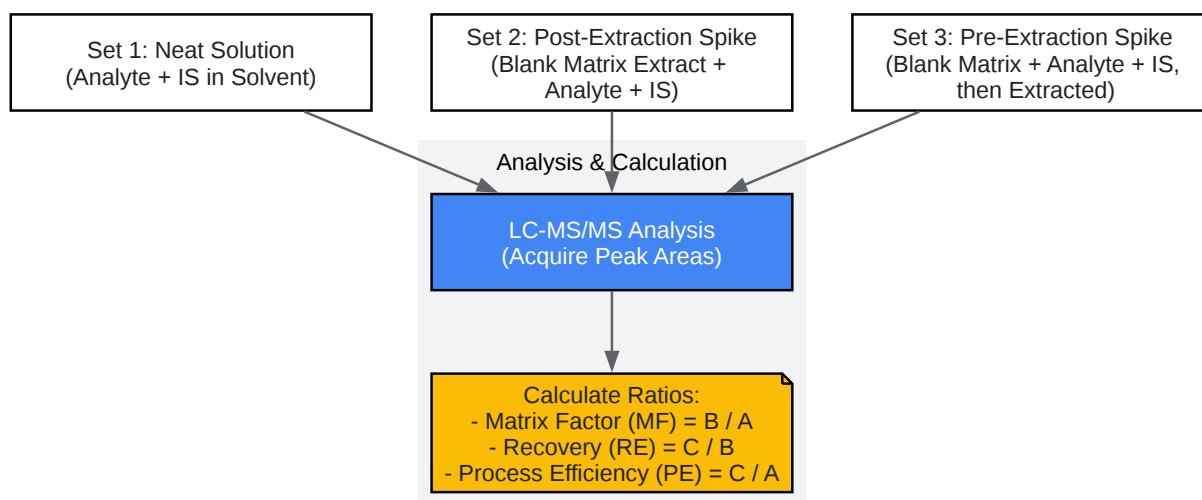 Set 1: Neat Solution
(Analyte + IS in Solvent)
Set 2: Post-Extraction Spike
(Blank Matrix Extract +
Analyte + IS)
Set 3: Pre-Extraction Spike
(Blank Matrix + Analyte + IS,
then Extracted)
Analysis & Calculation
LC-MS/MS Analysis
(Acquire Peak Areas)
Calculate Ratios:
- Matrix Factor (MF) = B / A
- Recovery (RE) = C / B
- Process Efficiency (PE) = C / A